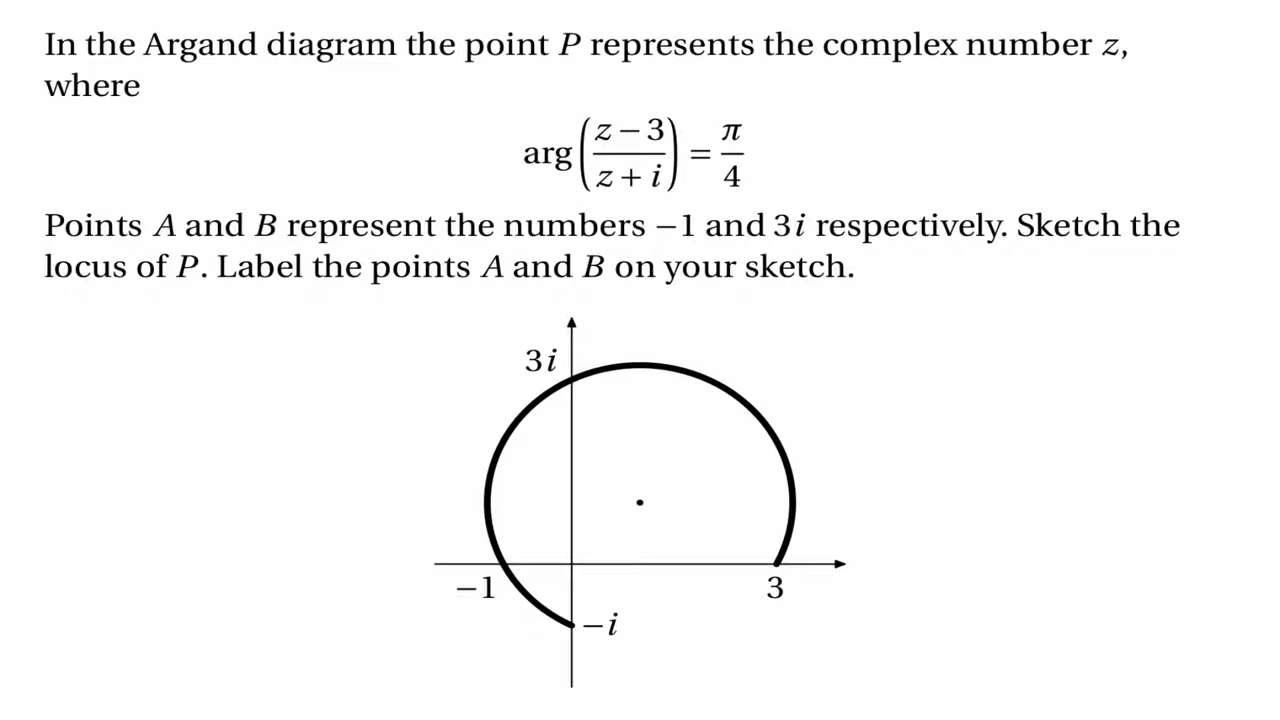 In the Argand diagram the point P represents the complex number z,
where
arg((z − 3)/(z + i)) = π/4
Points A and B represent the numbers −1 and 3i respectively. Sketch the
locus of P. Label the points A and B on your sketch.
3i
−1
3
−i